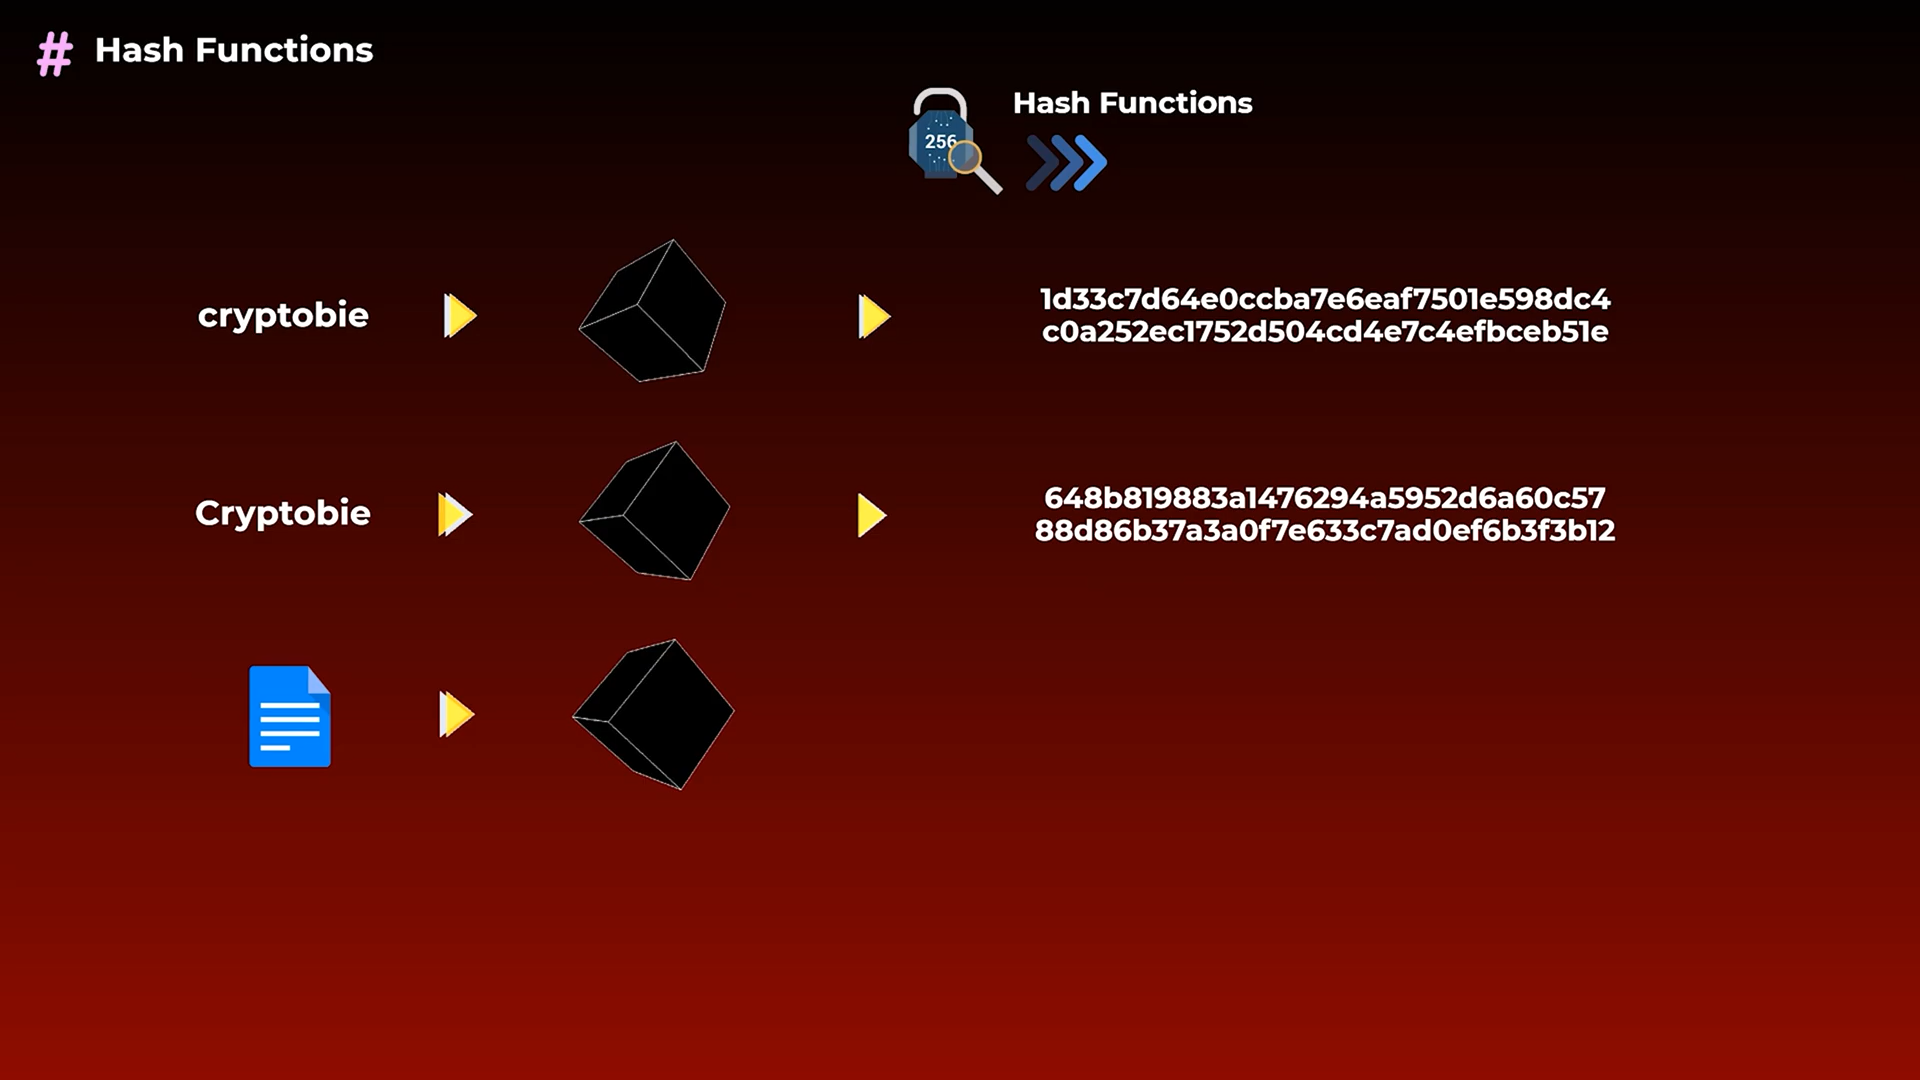 # Hash Functions
Hash Functions
256
cryptobie
1d33c7d64e0ccba7e6eaf7501e598dc4
c0a252ec1752d504cd4e7c4efbceb51e
Cryptobie
648b819883a1476294a5952d6a60c57
88d86b37a3a0f7e633c7ad0ef6b3f3b12